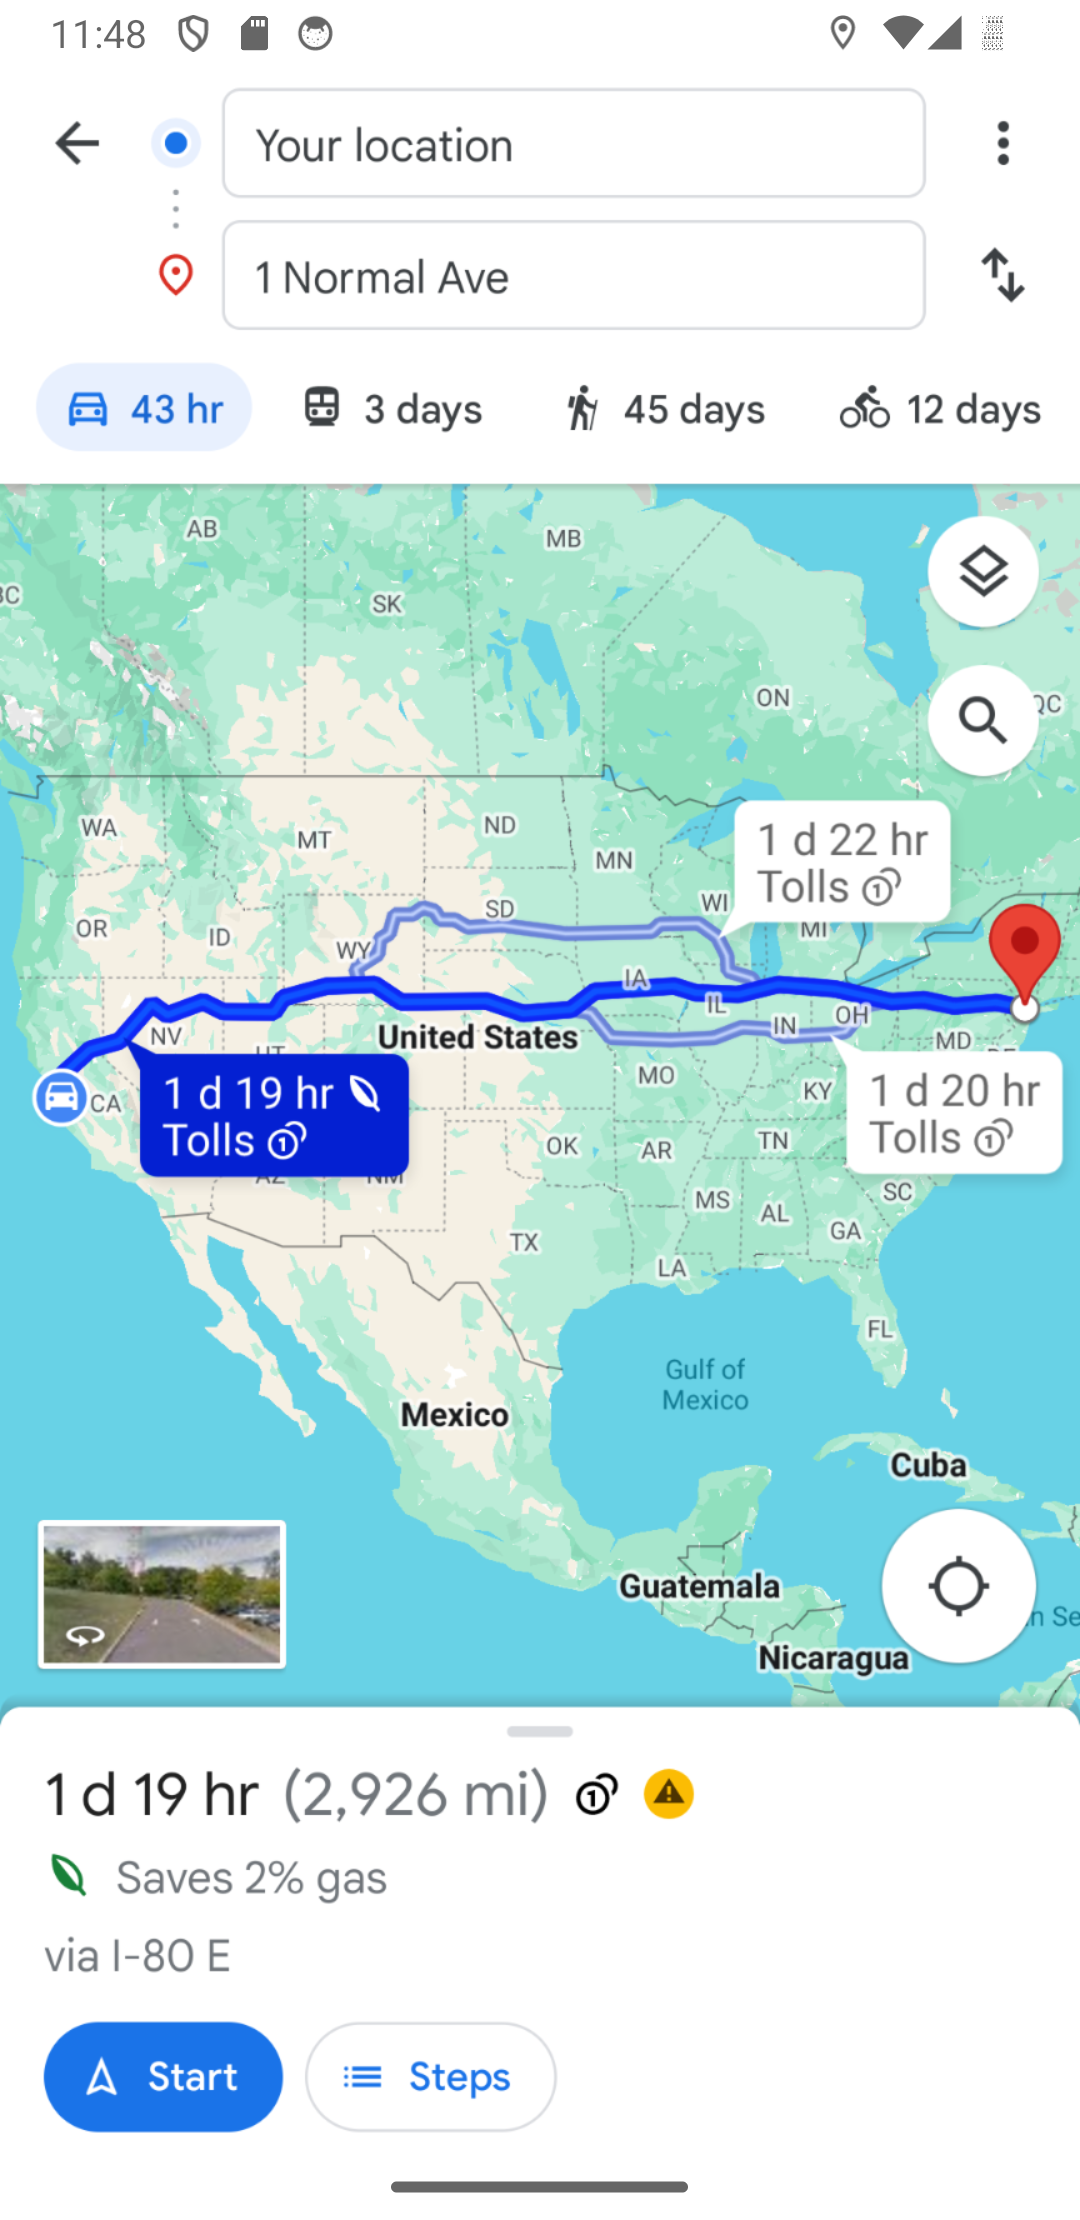 11:48
Your location
1 Normal Ave
43 hr
3 days
45 days
12 days
AB
MB
SK
ON
QC
WA
MT
ND
MN
1 d 22 hr
Tolls
WI
SD
OR
ID
WY
MI
IA
IL
OH
IN
NV
United States
MD
MO
KY
CA
1 d 19 hr
Tolls
1 d 20 hr
Tolls
OK
AR
TN
NM
MS
AL
SC
GA
TX
LA
FL
Gulf of
Mexico
Mexico
Cuba
Guatemala
Nicaragua
1 d 19 hr (2,926 mi)
Saves 2% gas
via I-80 E
Start
Steps